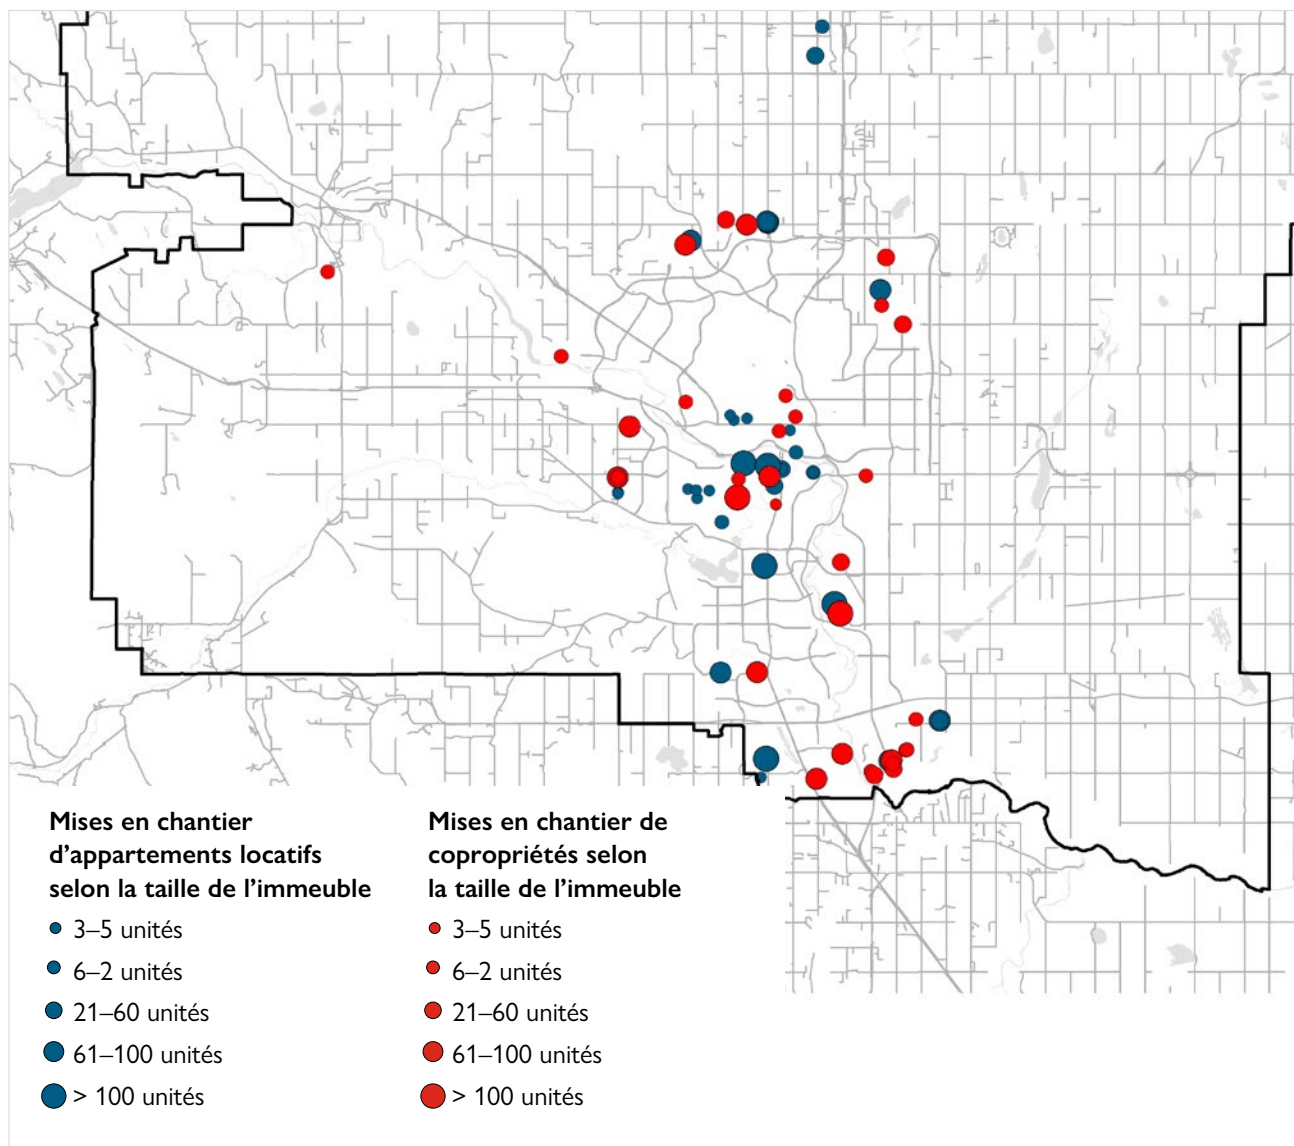 Mises en chantier
d’appartements locatifs
selon la taille de l’immeuble
3–5 unités
6–2 unités
21–60 unités
61–100 unités
> 100 unités
Mises en chantier de
copropriétés selon
la taille de l’immeuble
3–5 unités
6–2 unités
21–60 unités
61–100 unités
> 100 unités